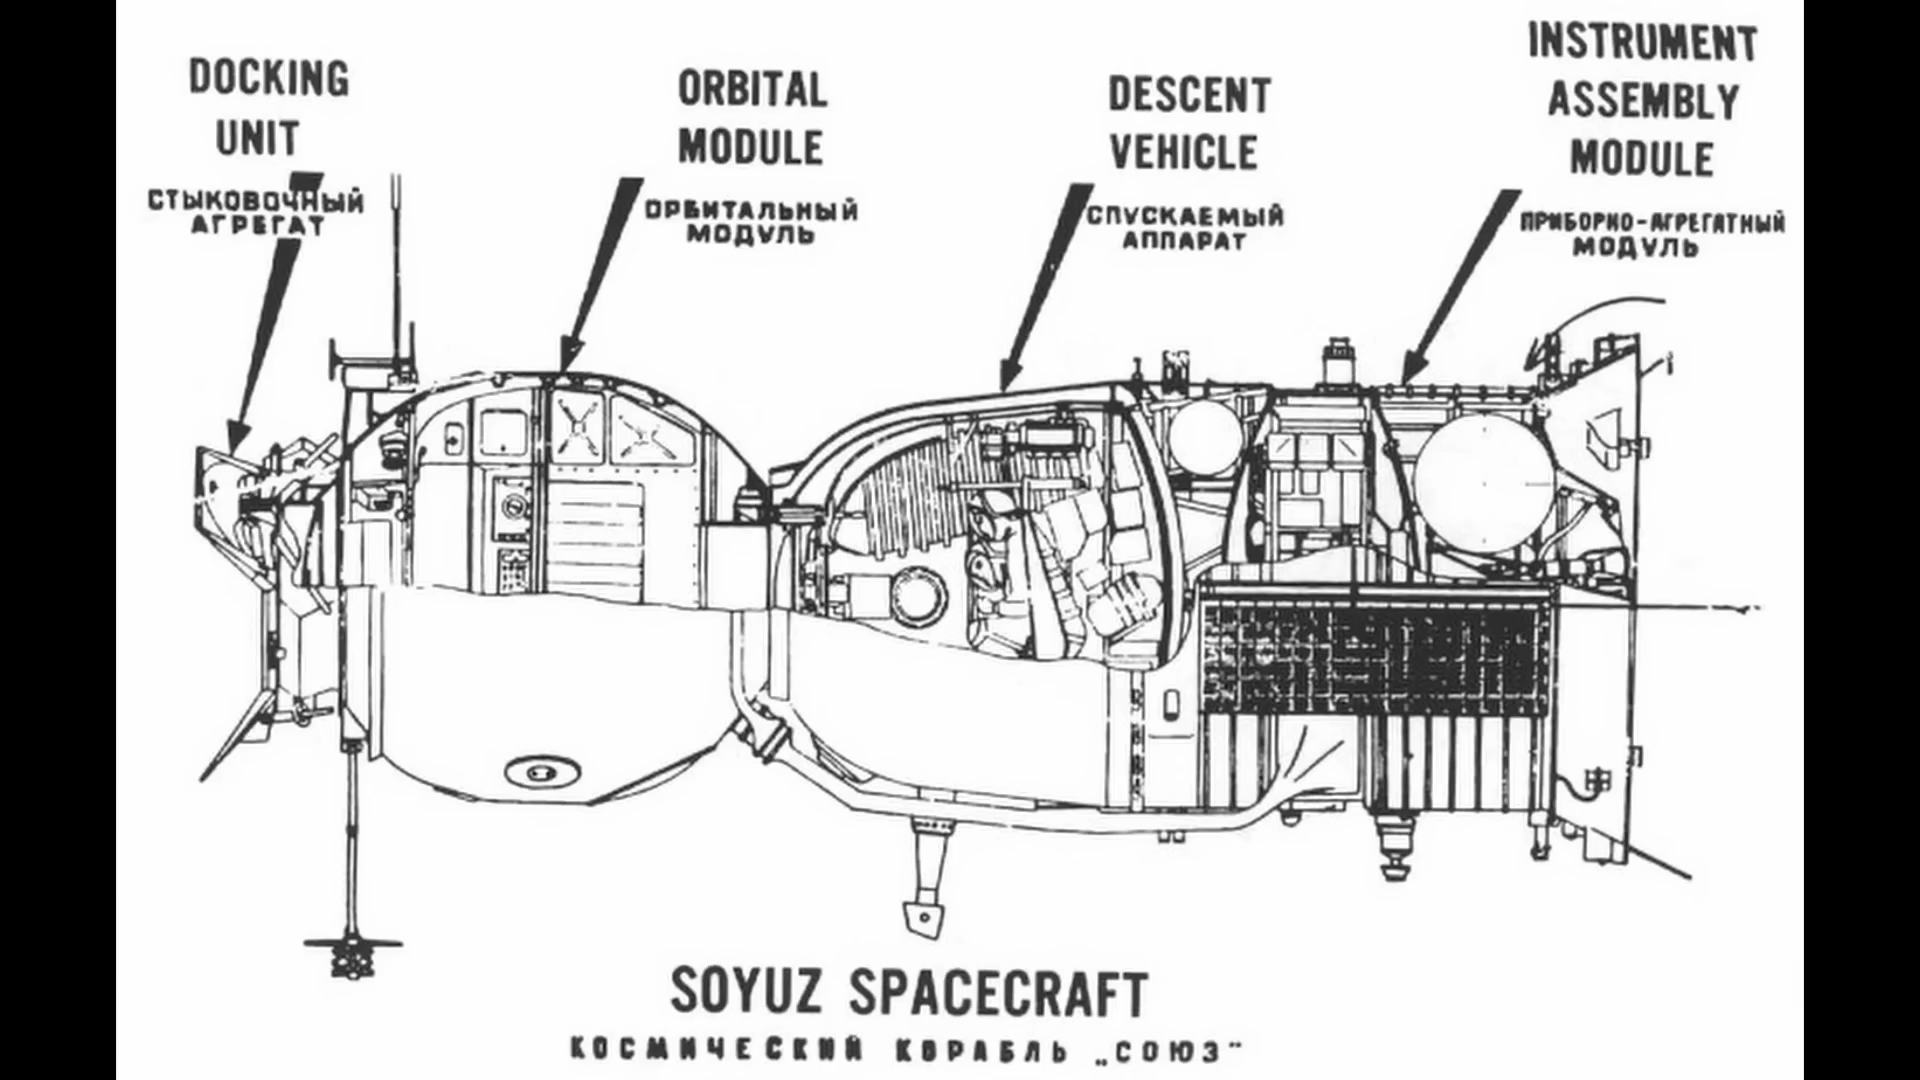 DOCKING
UNIT
СТЫКОВОЧНЫЙ
АГРЕГАТ
ORBITAL
MODULE
ОРБИТАЛЬНЫЙ
МОДУЛЬ
DESCENT
VEHICLE
СПУСКАЕМЫЙ
АППАРАТ
INSTRUMENT
ASSEMBLY
MODULE
ПРИБОРНО-АГРЕГАТНЫЙ
МОДУЛЬ
SOYUZ SPACECRAFT
КОСМИЧЕСКИЙ КОРАБЛЬ „СОЮЗ"